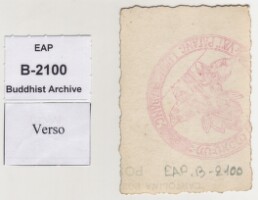 EAP
B-2100
Buddhist Archive
Verso
EAP. B-2100